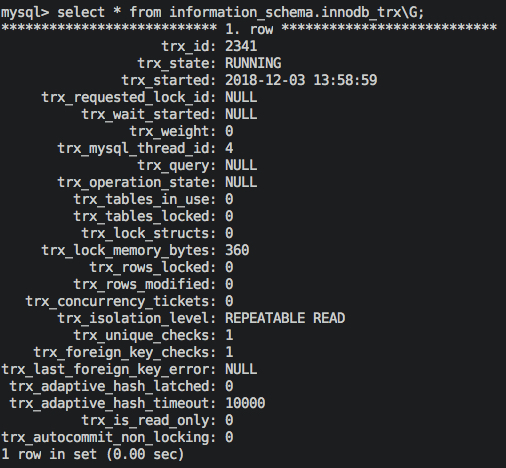 mysql> select * from information_schema.innodb_trx\G;
*************************** 1. row ***************************
trx_id: 2341
trx_state: RUNNING
trx_started: 2018-12-03 13:58:59
trx_requested_lock_id: NULL
trx_wait_started: NULL
trx_weight: 0
trx_mysql_thread_id: 4
trx_query: NULL
trx_operation_state: NULL
trx_tables_in_use: 0
trx_tables_locked: 0
trx_lock_structs: 0
trx_lock_memory_bytes: 360
trx_rows_locked: 0
trx_rows_modified: 0
trx_concurrency_tickets: 0
trx_isolation_level: REPEATABLE READ
trx_unique_checks: 1
trx_foreign_key_checks: 1
trx_last_foreign_key_error: NULL
trx_adaptive_hash_latched: 0
trx_adaptive_hash_timeout: 10000
trx_is_read_only: 0
trx_autocommit_non_locking: 0
1 row in set (0.00 sec)